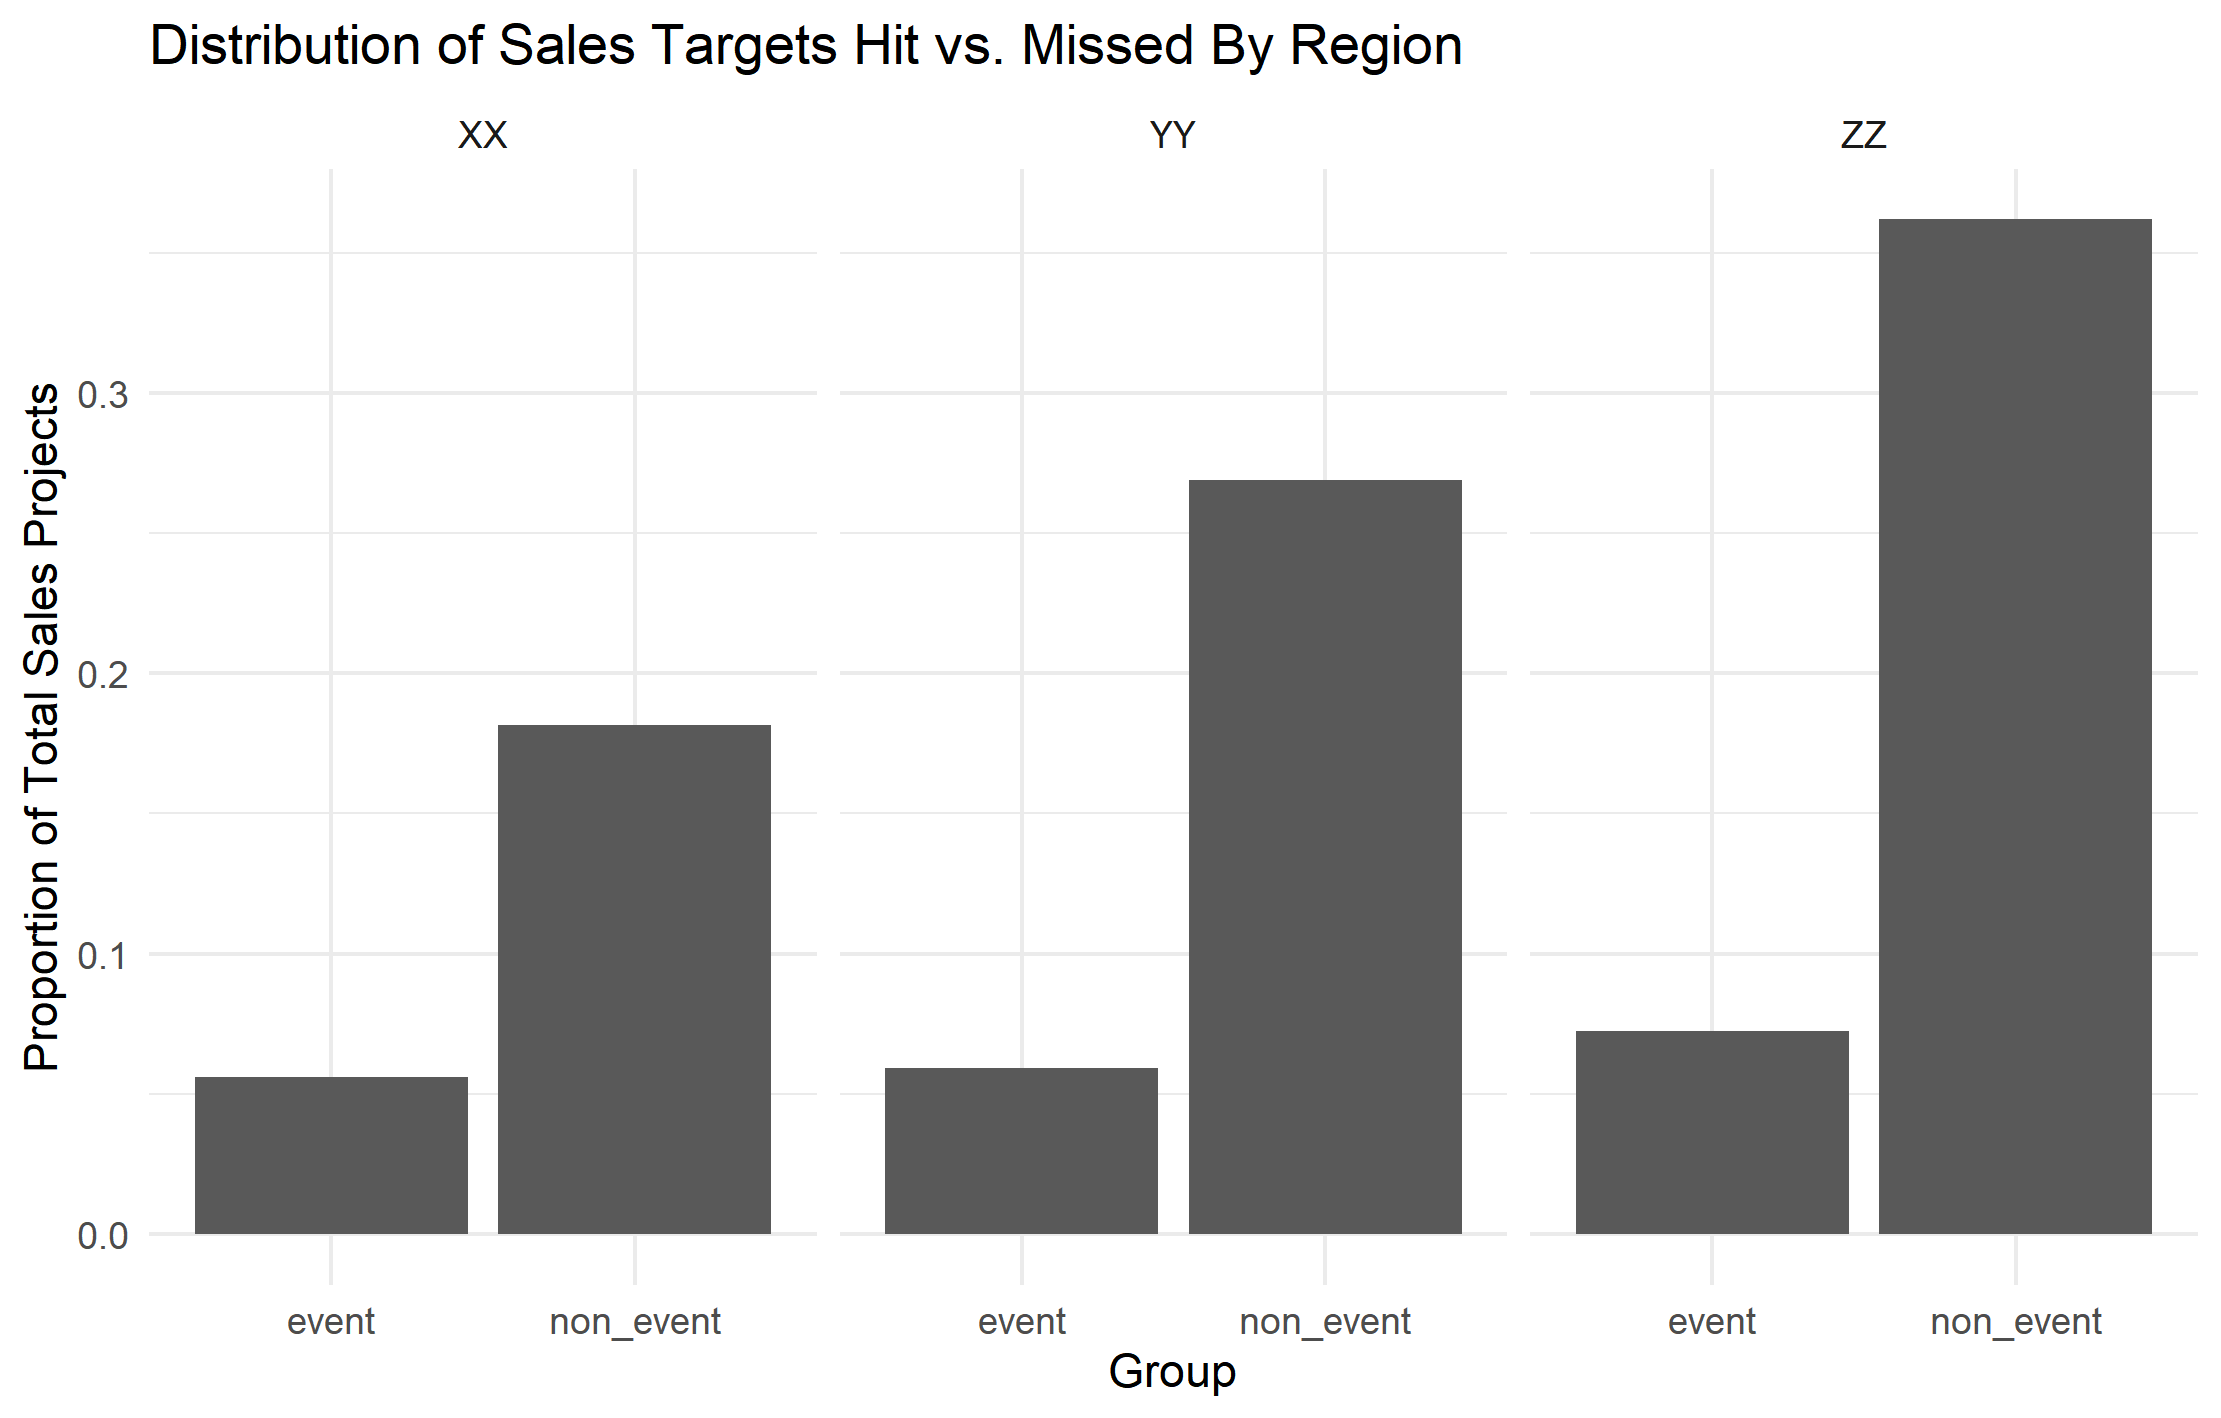 Distribution of Sales Targets Hit vs. Missed By Region
XX
YY
ZZ
Proportion of Total Sales Projects
0.3
0.2
0.1
0.0
event
non_event
event
non_event
event
non_event
Group